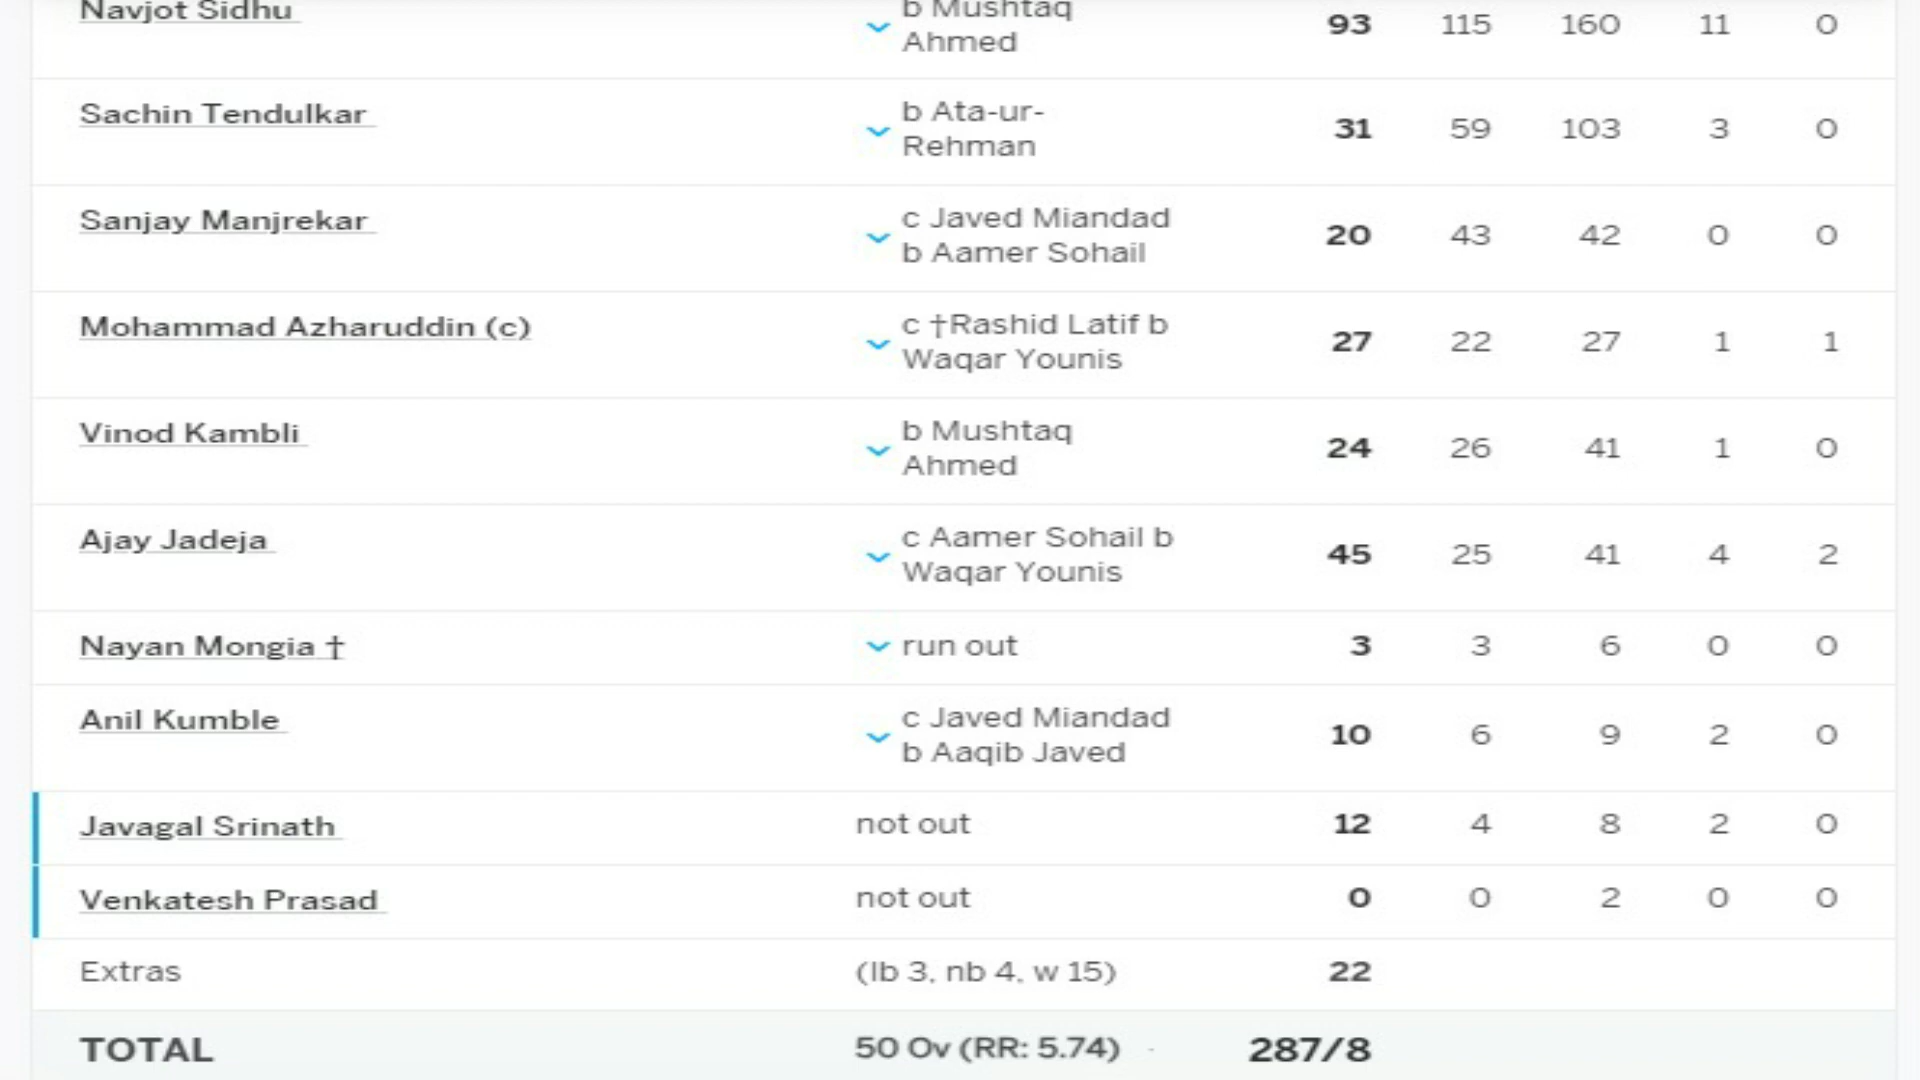 Navjot Sidhu b Mushtaq Ahmed 93 115 160 11 0
Sachin Tendulkar b Ata-ur-Rehman 31 59 103 3 0
Sanjay Manjrekar c Javed Miandad b Aamer Sohail 20 43 42 0 0
Mohammad Azharuddin (c) c †Rashid Latif b Waqar Younis 27 22 27 1 1
Vinod Kambli b Mushtaq Ahmed 24 26 41 1 0
Ajay Jadeja c Aamer Sohail b Waqar Younis 45 25 41 4 2
Nayan Mongia † run out 3 3 6 0 0
Anil Kumble c Javed Miandad b Aaqib Javed 10 6 9 2 0
Javagal Srinath not out 12 4 8 2 0
Venkatesh Prasad not out 0 0 2 0 0
Extras (lb 3, nb 4, w 15) 22
TOTAL 50 Ov (RR: 5.74) 287/8